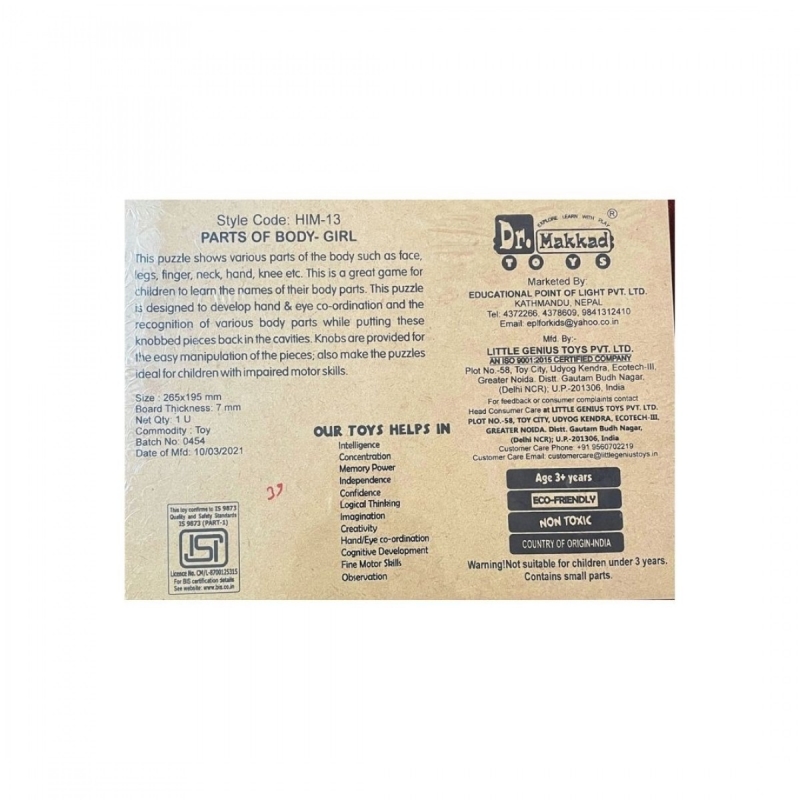 Style Code: HIM-13
PARTS OF BODY- GIRL
This puzzle shows various parts of the body such as face,
legs, finger, neck, hand, knee etc. This is a great game for
children to learn the names of their body parts. This puzzle
is designed to develop hand & eye co-ordination and the
recognition of various body parts while putting these
knobbed pieces back in the cavities. Knobs are provided for
the easy manipulation of the pieces; also make the puzzles
ideal for children with impaired motor skills.
Size : 265x195 mm
Board Thickness: 7 mm
Net Qty: 1 U
Commodity : Toy
Batch No: 0454
Date of Mfd: 10/03/2021
This toy confirms to IS 9873
Quality and Safety Standards
IS 9873 (PART-1)
ISI
Licence No. CM/L-8700125315
For BIS certification details
See website: www.bis.co.in
OUR TOYS HELPS IN
Intelligence
Concentration
Memory Power
Independence
Confidence
Logical Thinking
Imagination
Creativity
Hand/Eye co-ordination
Cognitive Development
Fine Motor Skills
Observation
EXPLORE LEARN WITH PLAY
®
Dr. Makkad
TOYS
Marketed By:
EDUCATIONAL POINT OF LIGHT PVT. LTD.
KATHMANDU, NEPAL
Tel: 4372266, 4378609, 9841312410
Email: eplforkids@yahoo.co.in
Mfd. By:-
LITTLE GENIUS TOYS PVT. LTD.
AN ISO 9001:2015 CERTIFIED COMPANY
Plot No.-58, Toy City, Udyog Kendra, Ecotech-III,
Greater Noida. Distt. Gautam Budh Nagar,
(Delhi NCR); U.P.-201306, India
For feedback or consumer complaints contact
Head Consumer Care at LITTLE GENIUS TOYS PVT. LTD.
PLOT NO.-58, TOY CITY, UDYOG KENDRA, ECOTECH-III,
GREATER NOIDA. Distt. Gautam Budh Nagar,
(Delhi NCR); U.P.-201306, India
Customer Care Phone: +91 9560702219
Customer Care Email: customercare@littlegeniustoys.in
Age 3+ years
ECO-FRIENDLY
NON TOXIC
COUNTRY OF ORIGIN-INDIA
Warning!Not suitable for children under 3 years.
Contains small parts.